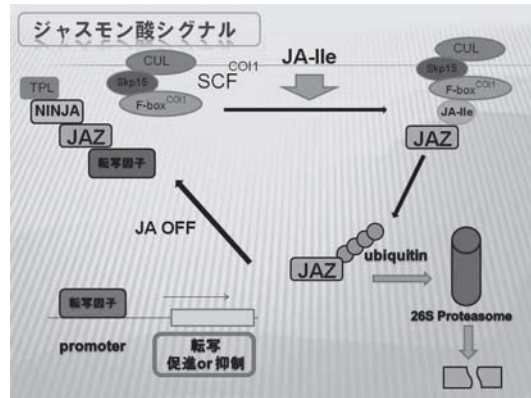 ジャスモン酸シグナル
CUL
Skp15
F-box COI1
SCF COI1
JA-Ile
TPL
NINJA
JAZ
転写因子
CUL
Skp15
F-box COI1
JA-Ile
JAZ
JA OFF
JAZ
ubiquitin
26S Proteasome
転写因子
promoter
転写
促進or抑制